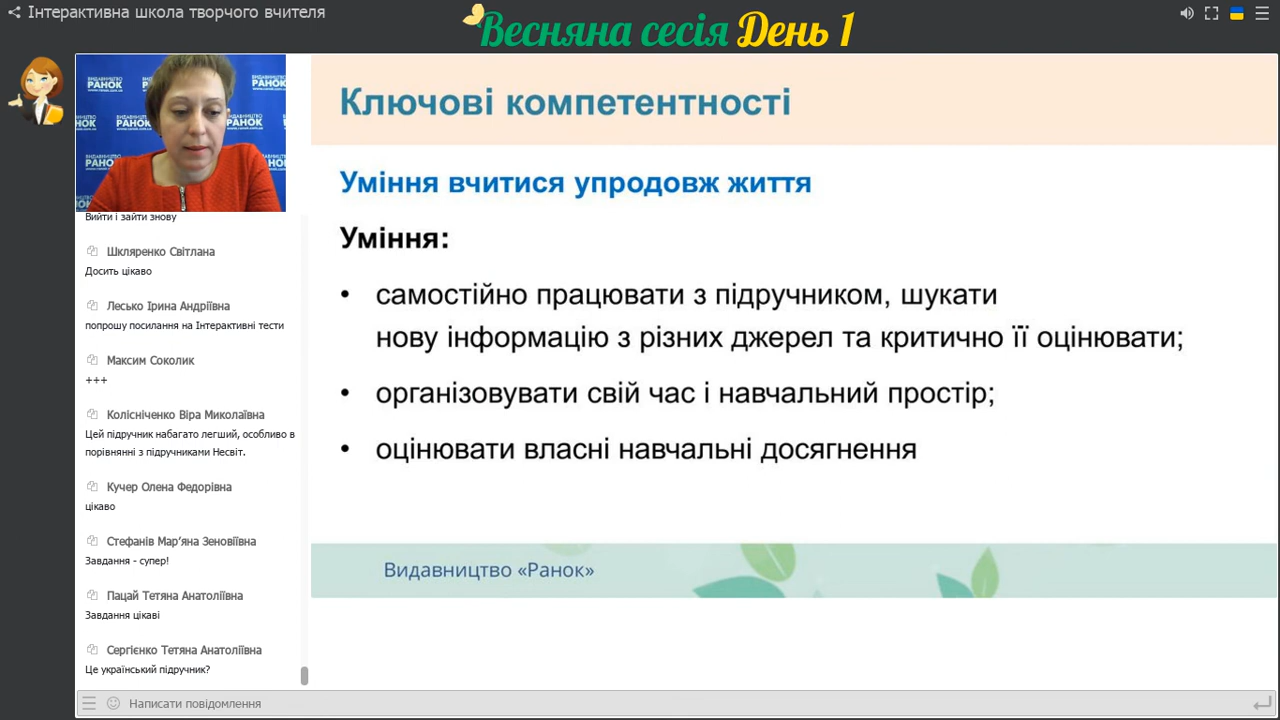 Інтерактивна школа творчого вчителя
Весняна сесія День 1
ВИДАВНИЦТВО
РАНОК
Вийти і зайти знову
Шкляренко Світлана
Досить цікаво
Лесько Ірина Андріївна
попрошу посилання на Інтерактивні тести
Максим Соколик
+++
Колісніченко Віра Миколаївна
Цей підручник набагато легший, особливо в
порівнянні з підручниками Несвіт.
Кучер Олена Федорівна
цікаво
Стефанів Мар’яна Зеновіївна
Завдання - супер!
Пацай Тетяна Анатоліївна
Завдання цікаві
Сергієнко Тетяна Анатоліївна
Це український підручник?
Написати повідомлення
Ключові компетентності
Уміння вчитися упродовж життя
Уміння:
• самостійно працювати з підручником, шукати
нову інформацію з різних джерел та критично її оцінювати;
• організовувати свій час і навчальний простір;
• оцінювати власні навчальні досягнення
Видавництво «Ранок»